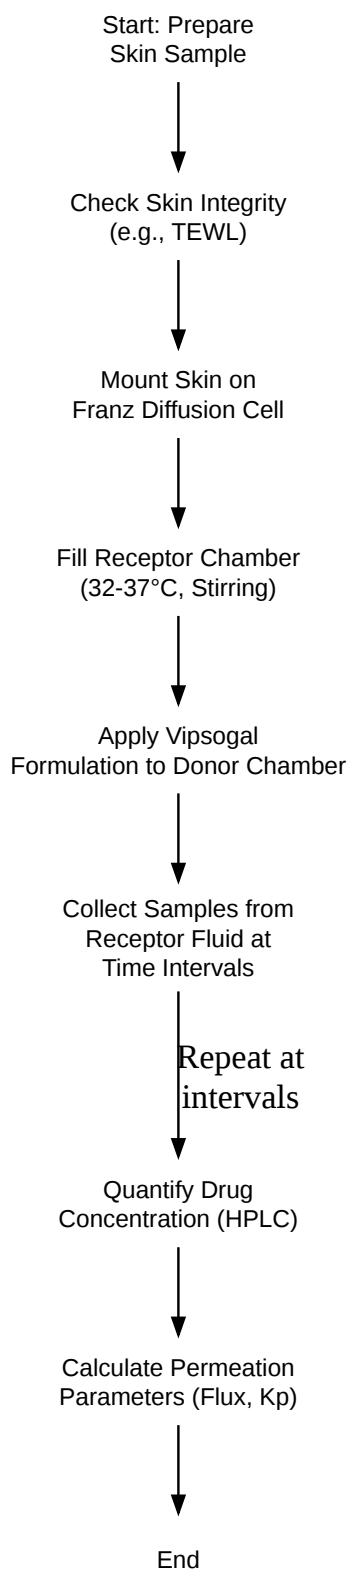 Start: Prepare
Skin Sample
Check Skin Integrity
(e.g., TEWL)
Mount Skin on
Franz Diffusion Cell
Fill Receptor Chamber
(32-37°C, Stirring)
Apply Vipsogal
Formulation to Donor Chamber
Collect Samples from
Receptor Fluid at
Time Intervals
Repeat at
intervals
Quantify Drug
Concentration (HPLC)
Calculate Permeation
Parameters (Flux, Kp)
End